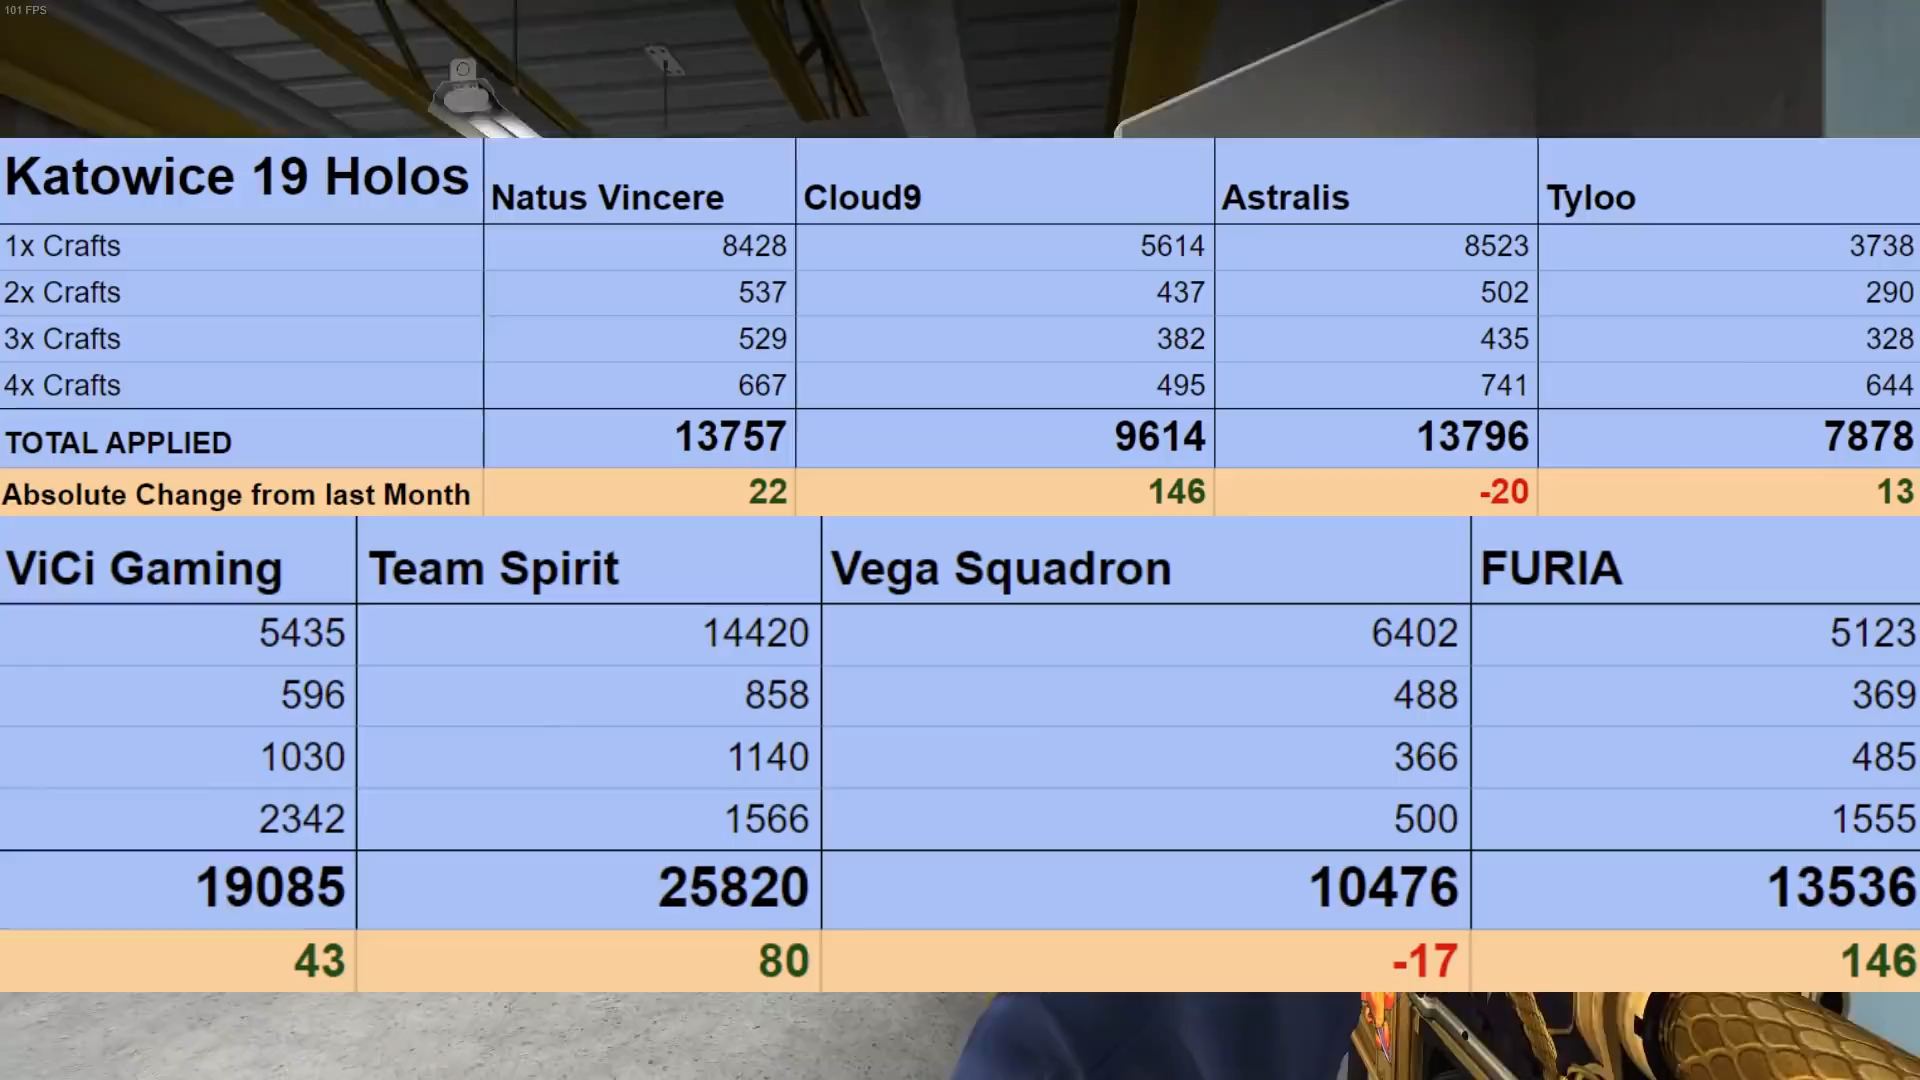 101 FPS
Katowice 19 Holos Natus Vincere Cloud9 Astralis Tyloo
1x Crafts 8428 5614 8523 3738
2x Crafts 537 437 502 290
3x Crafts 529 382 435 328
4x Crafts 667 495 741 644
TOTAL APPLIED 13757 9614 13796 7878
Absolute Change from last Month 22 146 -20 13
ViCi Gaming Team Spirit Vega Squadron FURIA
5435 14420 6402 5123
596 858 488 369
1030 1140 366 485
2342 1566 500 1555
19085 25820 10476 13536
43 80 -17 146